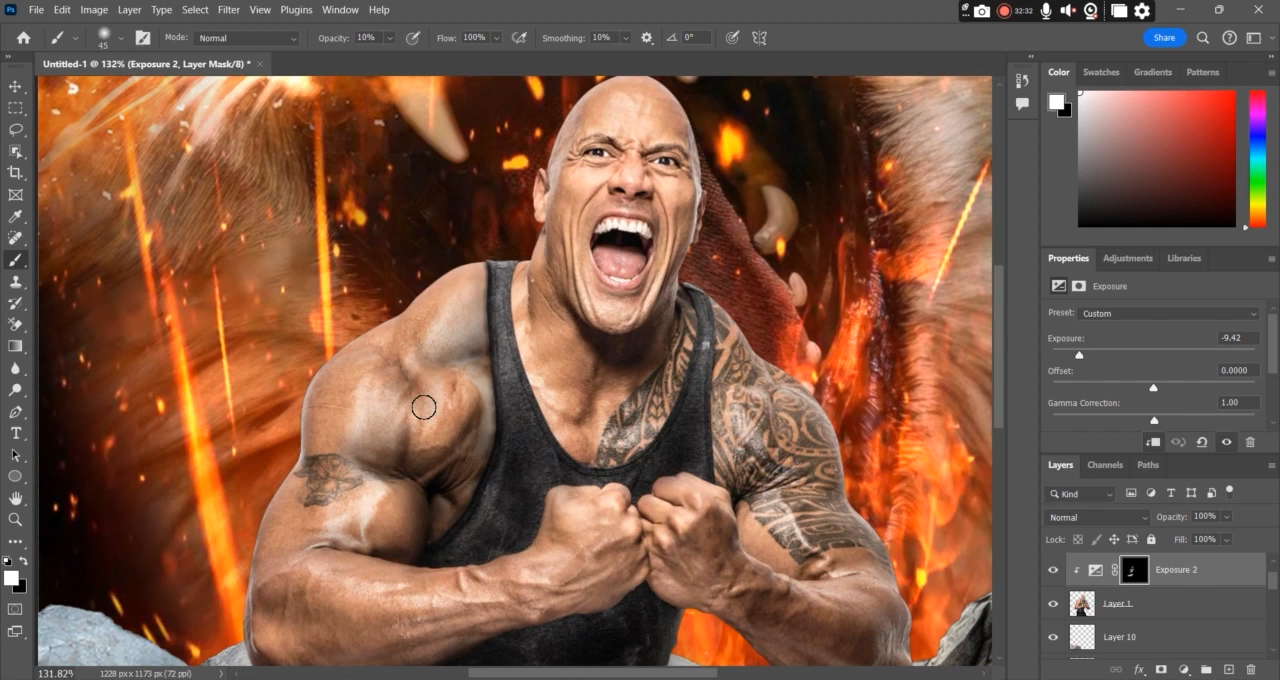 Ps File Edit Image Layer Type Select Filter View Plugins Window Help
32:32
45 Mode: Normal Opacity: 10% Flow: 100% Smoothing: 10% 0° Share
Untitled-1 @ 132% (Exposure 2, Layer Mask/8) * ×
Color Swatches Gradients Patterns
Properties Adjustments Libraries
Exposure
Preset: Custom
Exposure: -9.42
Offset: 0.0000
Gamma Correction: 1.00
Layers Channels Paths
Kind
Normal Opacity: 100%
Lock: Fill: 100%
Exposure 2
Layer 1
Layer 10
fx
131.82% 1228 px x 1173 px (72 ppi)